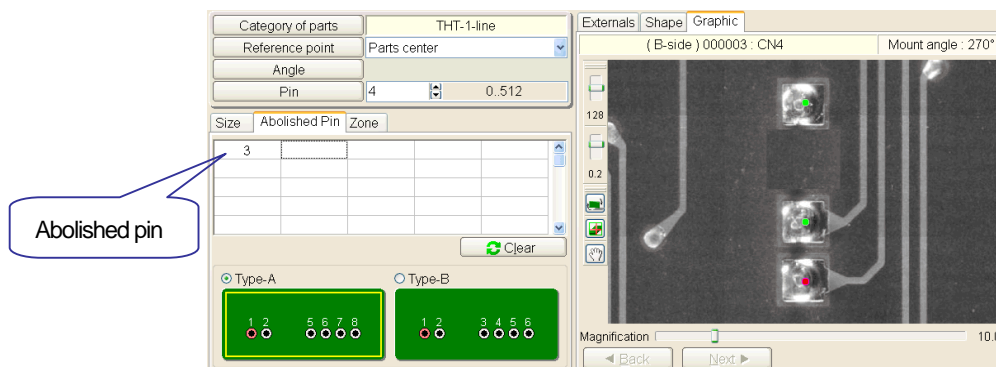 Category of parts THT-1-line
Reference point Parts center
Angle
Pin 4 0..512
Size Abolished Pin Zone
3
Clear
Abolished pin
Type-A Type-B
1 2 5 6 7 8 1 2 3 4 5 6
Externals Shape Graphic
( B-side ) 000003 : CN4 Mount angle : 270°
128
0.2
Magnification 10.
Back Next